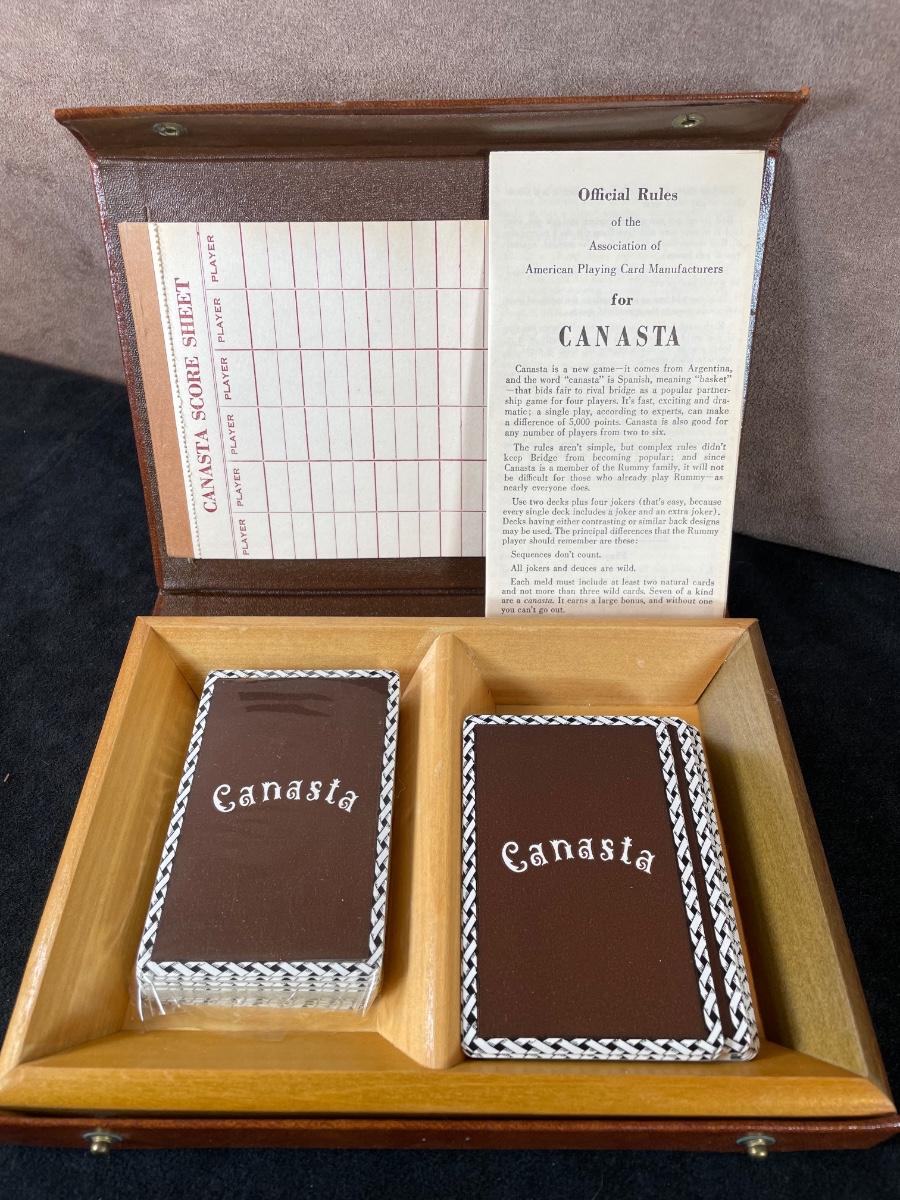 CANASTA SCORE SHEET
PLAYER
PLAYER
PLAYER
PLAYER
PLAYER
PLAYER
Official Rules
of the
Association of
American Playing Card Manufacturers
for
CANASTA
Canasta is a new game—it comes from Argentina,
and the word "canasta" is Spanish, meaning "basket"
—that bids fair to rival bridge as a popular partner-
ship game for four players. It's fast, exciting and dra-
matic; a single play, according to experts, can make
a difference of 5,000 points. Canasta is also good for
any number of players from two to six.
The rules aren't simple, but complex rules didn't
keep Bridge from becoming popular; and since
Canasta is a member of the Rummy family, it will not
be difficult for those who already play Rummy—as
nearly everyone does.
Use two decks plus four jokers (that's easy, because
every single deck includes a joker and an extra joker).
Decks having either contrasting or similar back designs
may be used. The principal differences that the Rummy
player should remember are these:
Sequences don't count.
All jokers and deuces are wild.
Each meld must include at least two natural cards
and not more than three wild cards. Seven of a kind
are a canasta. It earns a large bonus, and without one
you can't go out.
Canasta
Canasta